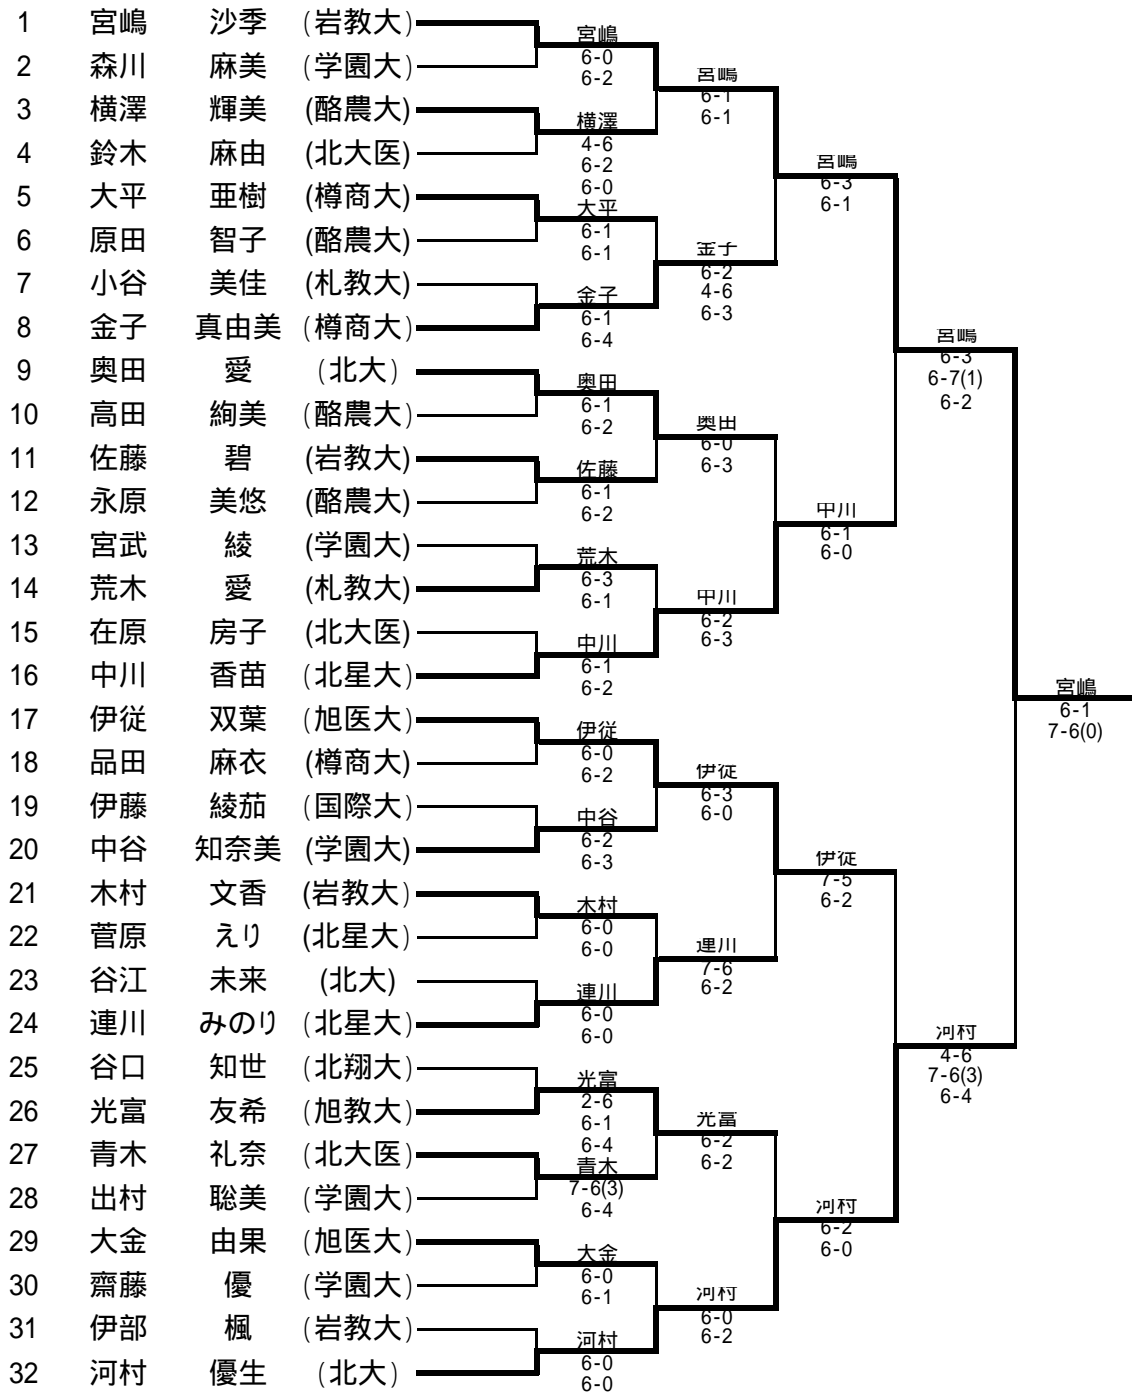 1 宮嶋 沙季 (岩教大)
2 森川 麻美 (学園大)
3 横澤 輝美 (酪農大)
4 鈴木 麻由 (北大医)
5 大平 亜樹 (樽商大)
6 原田 智子 (酪農大)
7 小谷 美佳 (札教大)
8 金子 真由美 (樽商大)
9 奥田 愛 (北大)
10 高田 絢美 (酪農大)
11 佐藤 碧 (岩教大)
12 永原 美悠 (酪農大)
13 宮武 綾 (学園大)
14 荒木 愛 (札教大)
15 在原 房子 (北大医)
16 中川 香苗 (北星大)
17 伊従 双葉 (旭医大)
18 品田 麻衣 (樽商大)
19 伊藤 綾茄 (国際大)
20 中谷 知奈美 (学園大)
21 木村 文香 (岩教大)
22 菅原 えり (北星大)
23 谷江 未来 (北大)
24 連川 みのり (北星大)
25 谷口 知世 (北翔大)
26 光富 友希 (旭教大)
27 青木 礼奈 (北大医)
28 出村 聡美 (学園大)
29 大金 由果 (旭医大)
30 齋藤 優 (学園大)
31 伊部 楓 (岩教大)
32 河村 優生 (北大)
宮嶋
6-0
6-2
横澤
4-6
6-2
6-0
大平
6-1
6-1
金子
6-1
6-4
奥田
6-1
6-2
佐藤
6-1
6-2
荒木
6-3
6-1
中川
6-1
6-2
伊従
6-0
6-2
中谷
6-2
6-3
木村
6-0
6-0
連川
6-0
6-0
光富
2-6
6-1
6-4
青木
7-6(3)
6-4
大金
6-0
6-1
河村
6-0
6-0
宮嶋
6-1
6-1
金子
6-2
4-6
6-3
奥田
6-0
6-3
中川
6-2
6-3
伊従
6-3
6-0
連川
7-6
6-2
光富
6-2
6-2
河村
6-0
6-2
宮嶋
6-3
6-1
中川
6-1
6-0
伊従
7-5
6-2
河村
6-2
6-0
宮嶋
6-3
6-7(1)
6-2
河村
4-6
7-6(3)
6-4
宮嶋
6-1
7-6(0)